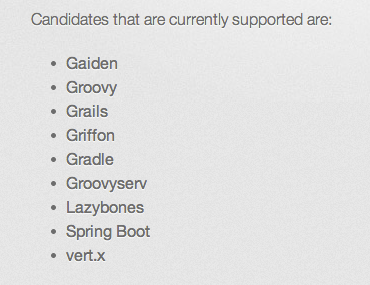 Candidates that are currently supported are:
• Gaiden
• Groovy
• Grails
• Griffon
• Gradle
• Groovyserv
• Lazybones
• Spring Boot
• vert.x